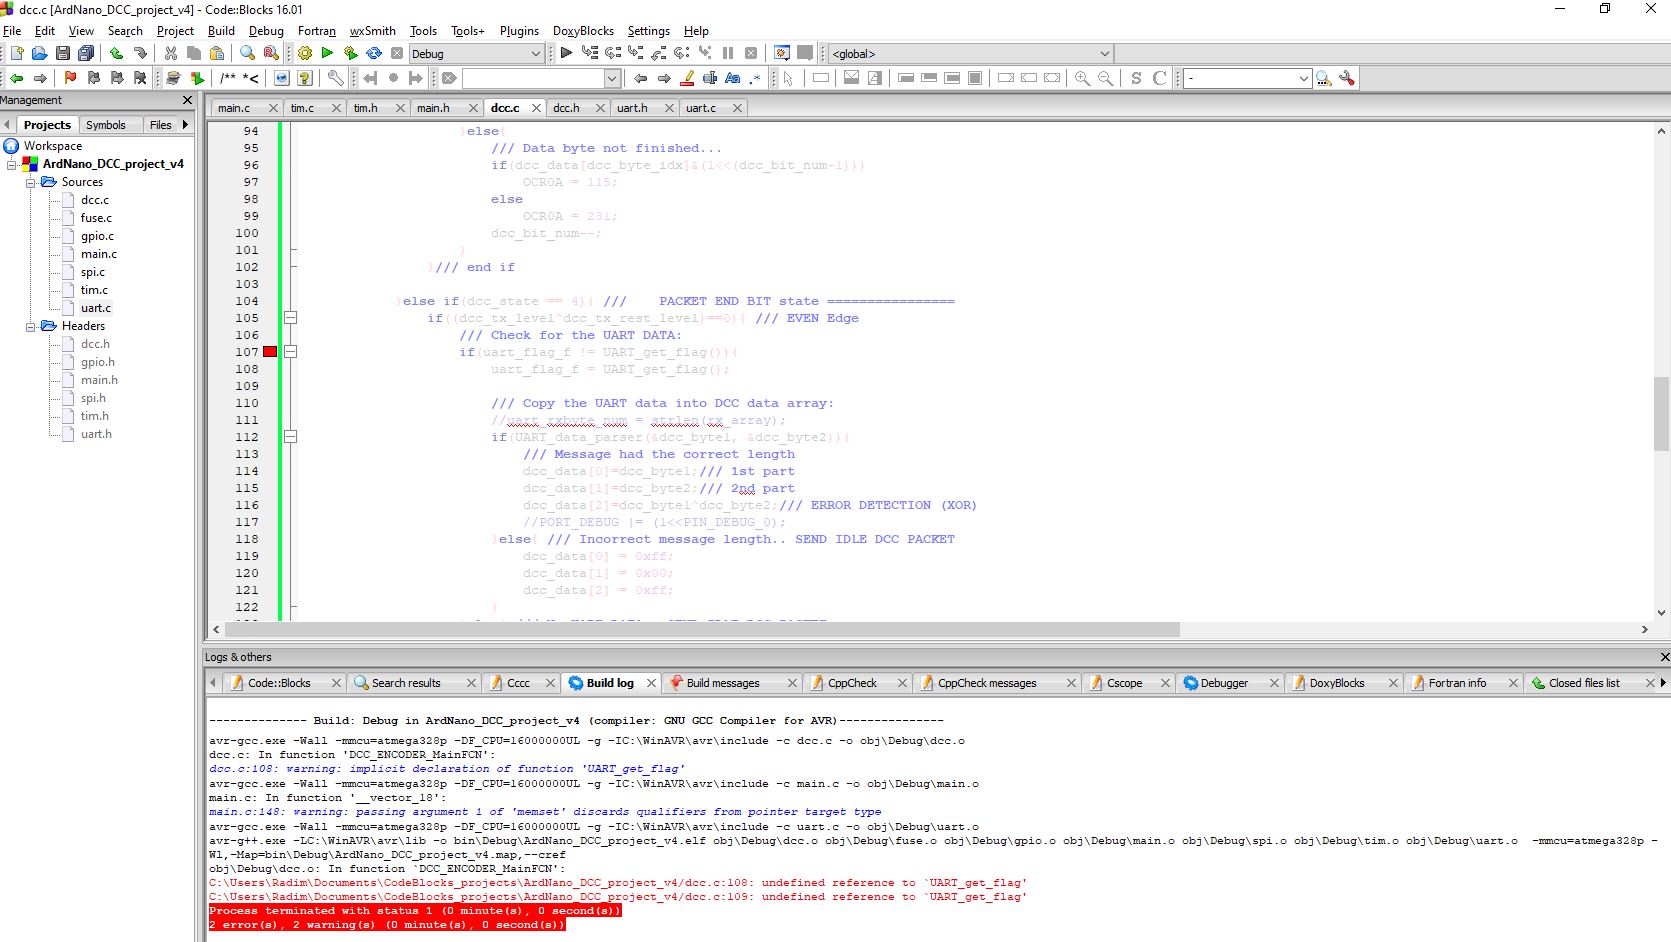 dcc.c [ArdNano_DCC_project_v4] - Code::Blocks 16.01
File Edit View Search Project Build Debug Fortran wxSmith Tools Tools+ Plugins DoxyBlocks Settings Help
Debug <global>
/** *< Aa .* S C -
Management
main.c tim.c tim.h main.h dcc.c dcc.h uart.h uart.c
Projects Symbols Files
Workspace
ArdNano_DCC_project_v4
Sources
dcc.c
fuse.c
gpio.c
main.c
spi.c
tim.c
uart.c
Headers
dcc.h
gpio.h
main.h
spi.h
tim.h
uart.h
94 }else{
95 /// Data byte not finished...
96 if(dcc_data[dcc_byte_idx]&(1<<(dcc_bit_num-1)))
97 OCR0A = 115;
98 else
99 OCR0A = 231;
100 dcc_bit_num--;
101 }
102 }/// end if
103
104 }else if(dcc_state == 4){ /// PACKET END BIT state ================
105 if((dcc_tx_level^dcc_tx_rest_level)==0){ /// EVEN Edge
106 /// Check for the UART DATA:
107 if(uart_flag_f != UART_get_flag()){
108 uart_flag_f = UART_get_flag();
109
110 /// Copy the UART data into DCC data array:
111 //uart_rxbyte_num = strlen(rx_array);
112 if(UART_data_parser(&dcc_byte1, &dcc_byte2)){
113 /// Message had the correct length
114 dcc_data[0]=dcc_byte1;/// 1st part
115 dcc_data[1]=dcc_byte2;/// 2nd part
116 dcc_data[2]=dcc_byte1^dcc_byte2;/// ERROR DETECTION (XOR)
117 //PORT_DEBUG |= (1<<PIN_DEBUG_0);
118 }else{ /// Incorrect message length.. SEND IDLE DCC PACKET
119 dcc_data[0] = 0xff;
120 dcc_data[1] = 0x00;
121 dcc_data[2] = 0xff;
122 }
Logs & others
Code::Blocks Search results Cccc Build log Build messages CppCheck CppCheck messages Cscope Debugger DoxyBlocks Fortran info Closed files list
-------------- Build: Debug in ArdNano_DCC_project_v4 (compiler: GNU GCC Compiler for AVR)---------------
avr-gcc.exe -Wall -mmcu=atmega328p -DF_CPU=16000000UL -g -IC:\WinAVR\avr\include -c dcc.c -o obj\Debug\dcc.o
dcc.c: In function 'DCC_ENCODER_MainFCN':
dcc.c:108: warning: implicit declaration of function 'UART_get_flag'
avr-gcc.exe -Wall -mmcu=atmega328p -DF_CPU=16000000UL -g -IC:\WinAVR\avr\include -c main.c -o obj\Debug\main.o
main.c: In function '__vector_18':
main.c:148: warning: passing argument 1 of 'memset' discards qualifiers from pointer target type
avr-gcc.exe -Wall -mmcu=atmega328p -DF_CPU=16000000UL -g -IC:\WinAVR\avr\include -c uart.c -o obj\Debug\uart.o
avr-g++.exe -LC:\WinAVR\avr\lib -o bin\Debug\ArdNano_DCC_project_v4.elf obj\Debug\dcc.o obj\Debug\fuse.o obj\Debug\gpio.o obj\Debug\main.o obj\Debug\spi.o obj\Debug\tim.o obj\Debug\uart.o -mmcu=atmega328p -
Wl,-Map=bin\Debug\ArdNano_DCC_project_v4.map,--cref
obj\Debug\dcc.o: In function `DCC_ENCODER_MainFCN':
C:\Users\Radim\Documents\CodeBlocks_projects\ArdNano_DCC_project_v4/dcc.c:108: undefined reference to `UART_get_flag'
C:\Users\Radim\Documents\CodeBlocks_projects\ArdNano_DCC_project_v4/dcc.c:109: undefined reference to `UART_get_flag'
Process terminated with status 1 (0 minute(s), 0 second(s))
2 error(s), 2 warning(s) (0 minute(s), 0 second(s))